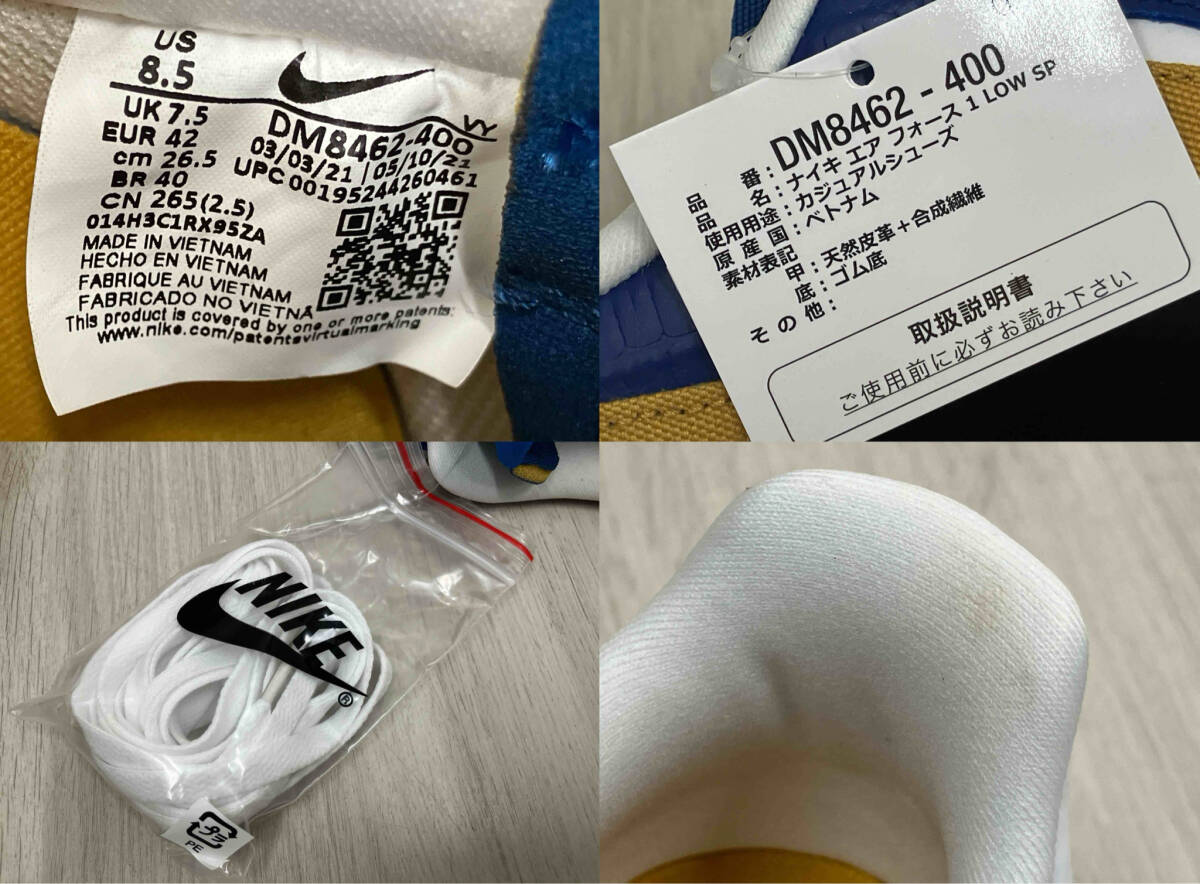 US
8.5
UK 7.5
EUR 42
cm 26.5
BR 40
CN 265(2.5)
014H3C1RX95ZA
VY
DM8462-400
03/03/21 | 05/10/21
UPC 00195244260461
MADE IN VIETNAM
HECHO EN VIETNAM
FABRIQUE AU VIETNAM
FABRICADO NO VIETNÃ
This product is covered by one or more patents:
www.nike.com/patentsvirtualmarking
品番:DM8462-400
品名:ナイキ エア フォース 1 LOW SP
使用用途:カジュアルシューズ
原産国:ベトナム
素材表記
甲:天然皮革+合成繊維
底:ゴム底
その他:
取扱説明書
ご使用前に必ずお読み下さい
NIKE
®
プラ
PE